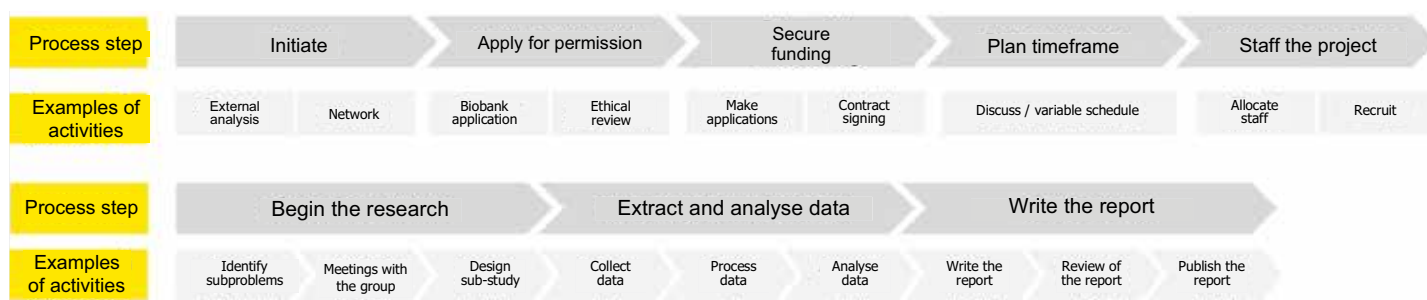 Process step
Initiate
Apply for permission
Secure
funding
Plan timeframe
Staff the project
Examples of
activities
External
analysis
Network
Biobank
application
Ethical
review
Make
applications
Contract
signing
Discuss / variable schedule
Allocate
staff
Recruit
Process step
Begin the research
Extract and analyse data
Write the report
Examples
of activities
Identify
subproblems
Meetings with
the group
Design
sub-study
Collect
data
Process
data
Analyse
data
Write the
report
Review of
the report
Publish the
report